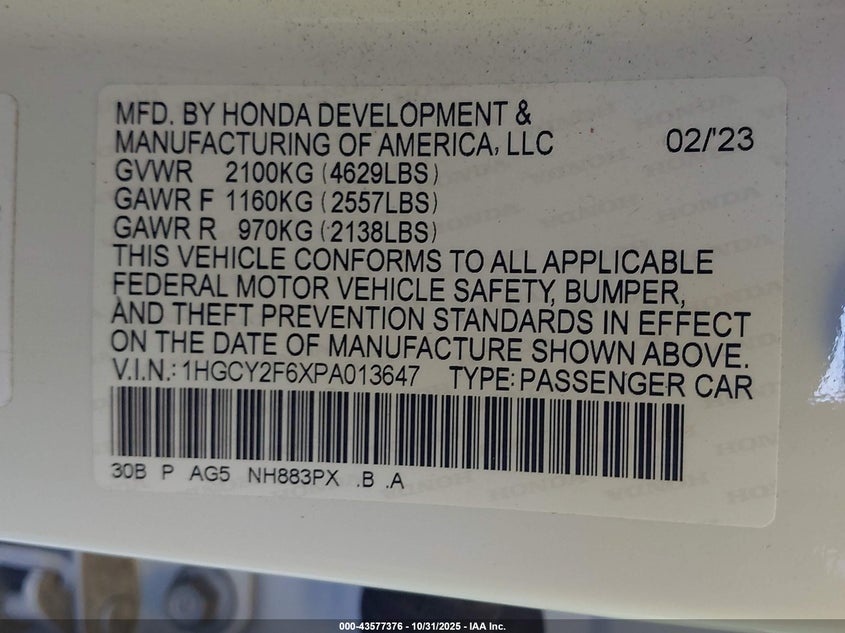 MFD. BY HONDA DEVELOPMENT &
MANUFACTURING OF AMERICA, LLC 02/'23
GVWR 2100KG (4629LBS)
GAWR F 1160KG (2557LBS)
GAWR R 970KG (2138LBS)
THIS VEHICLE CONFORMS TO ALL APPLICABLE
FEDERAL MOTOR VEHICLE SAFETY, BUMPER,
AND THEFT PREVENTION STANDARDS IN EFFECT
ON THE DATE OF MANUFACTURE SHOWN ABOVE.
V.I.N.: 1HGCY2F6XPA013647 TYPE: PASSENGER CAR
30B P AG5 NH883PX .B .A
000-43577376 - 10/31/2025 - IAA Inc.